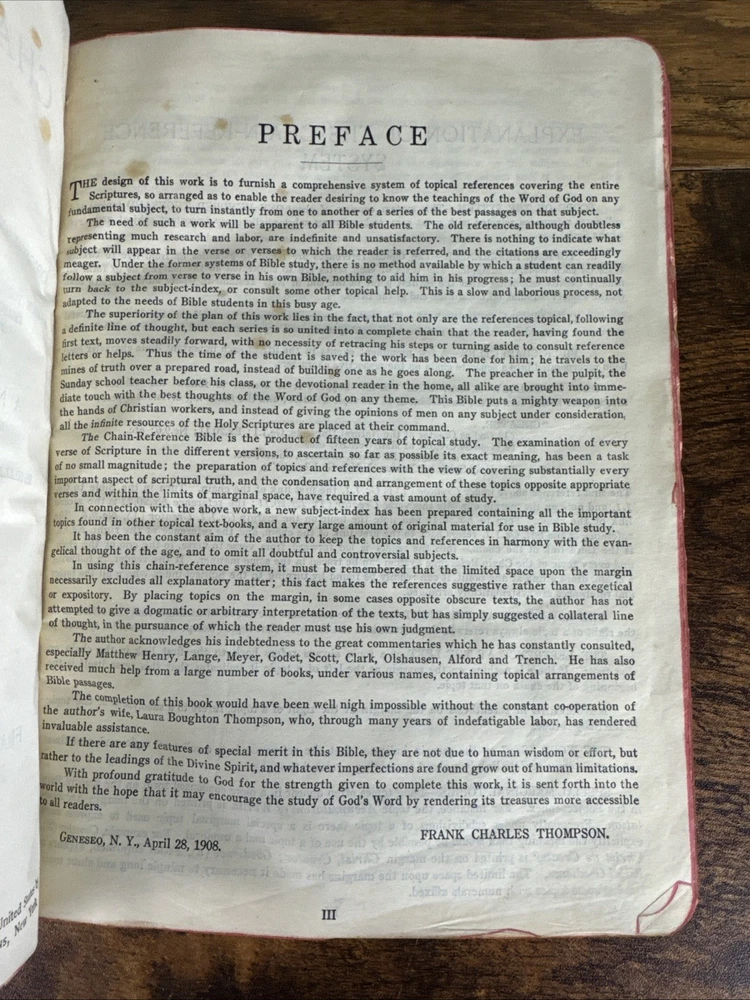 PREFACE
THE design of this work is to furnish a comprehensive system of topical references covering the entire
Scriptures, so arranged as to enable the reader desiring to know the teachings of the Word of God on any
fundamental subject, to turn instantly from one to another of a series of the best passages on that subject.
The need of such a work will be apparent to all Bible students. The old references, although doubtless
representing much research and labor, are indefinite and unsatisfactory. There is nothing to indicate what
subject will appear in the verse or verses to which the reader is referred, and the citations are exceedingly
meager. Under the former systems of Bible study, there is no method available by which a student can readily
follow a subject from verse to verse in his own Bible, nothing to aid him in his progress; he must continually
turn back to the subject-index, or consult some other topical help. This is a slow and laborious process, not
adapted to the needs of Bible students in this busy age.
The superiority of the plan of this work lies in the fact, that not only are the references topical, following
a definite line of thought, but each series is so united into a complete chain that the reader, having found the
first text, moves steadily forward, with no necessity of retracing his steps or turning aside to consult reference
letters or helps. Thus the time of the student is saved; the work has been done for him; he travels to the
mines of truth over a prepared road, instead of building one as he goes along. The preacher in the pulpit, the
Sunday school teacher before his class, or the devotional reader in the home, all alike are brought into imme-
diate touch with the best thoughts of the Word of God on any theme. This Bible puts a mighty weapon into
the hands of Christian workers, and instead of giving the opinions of men on any subject under consideration,
all the infinite resources of the Holy Scriptures are placed at their command.
The Chain-Reference Bible is the product of fifteen years of topical study. The examination of every
verse of Scripture in the different versions, to ascertain so far as possible its exact meaning, has been a task
of no small magnitude; the preparation of topics and references with the view of covering substantially every
important aspect of scriptural truth, and the condensation and arrangement of these topics opposite appropriate
verses and within the limits of marginal space, have required a vast amount of study.
In connection with the above work, a new subject-index has been prepared containing all the important
topics found in other topical text-books, and a very large amount of original material for use in Bible study.
It has been the constant aim of the author to keep the topics and references in harmony with the evan-
gelical thought of the age, and to omit all doubtful and controversial subjects.
In using this chain-reference system, it must be remembered that the limited space upon the margin
necessarily excludes all explanatory matter; this fact makes the references suggestive rather than exegetical
or expository. By placing topics on the margin, in some cases opposite obscure texts, the author has not
attempted to give a dogmatic or arbitrary interpretation of the texts, but has simply suggested a collateral line
of thought, in the pursuance of which the reader must use his own judgment.
The author acknowledges his indebtedness to the great commentaries which he has constantly consulted,
especially Matthew Henry, Lange, Meyer, Godet, Scott, Clark, Olshausen, Alford and Trench. He has also
received much help from a large number of books, under various names, containing topical arrangements of
Bible passages.
The completion of this book would have been well nigh impossible without the constant co-operation of
the author's wife, Laura Boughton Thompson, who, through many years of indefatigable labor, has rendered
invaluable assistance.
If there are any features of special merit in this Bible, they are not due to human wisdom or effort, but
rather to the leadings of the Divine Spirit, and whatever imperfections are found grow out of human limitations.
With profound gratitude to God for the strength given to complete this work, it is sent forth into the
world with the hope that it may encourage the study of God's Word by rendering its treasures more accessible
to all readers.
FRANK CHARLES THOMPSON.
GENESEO, N. Y., April 28, 1908.
III